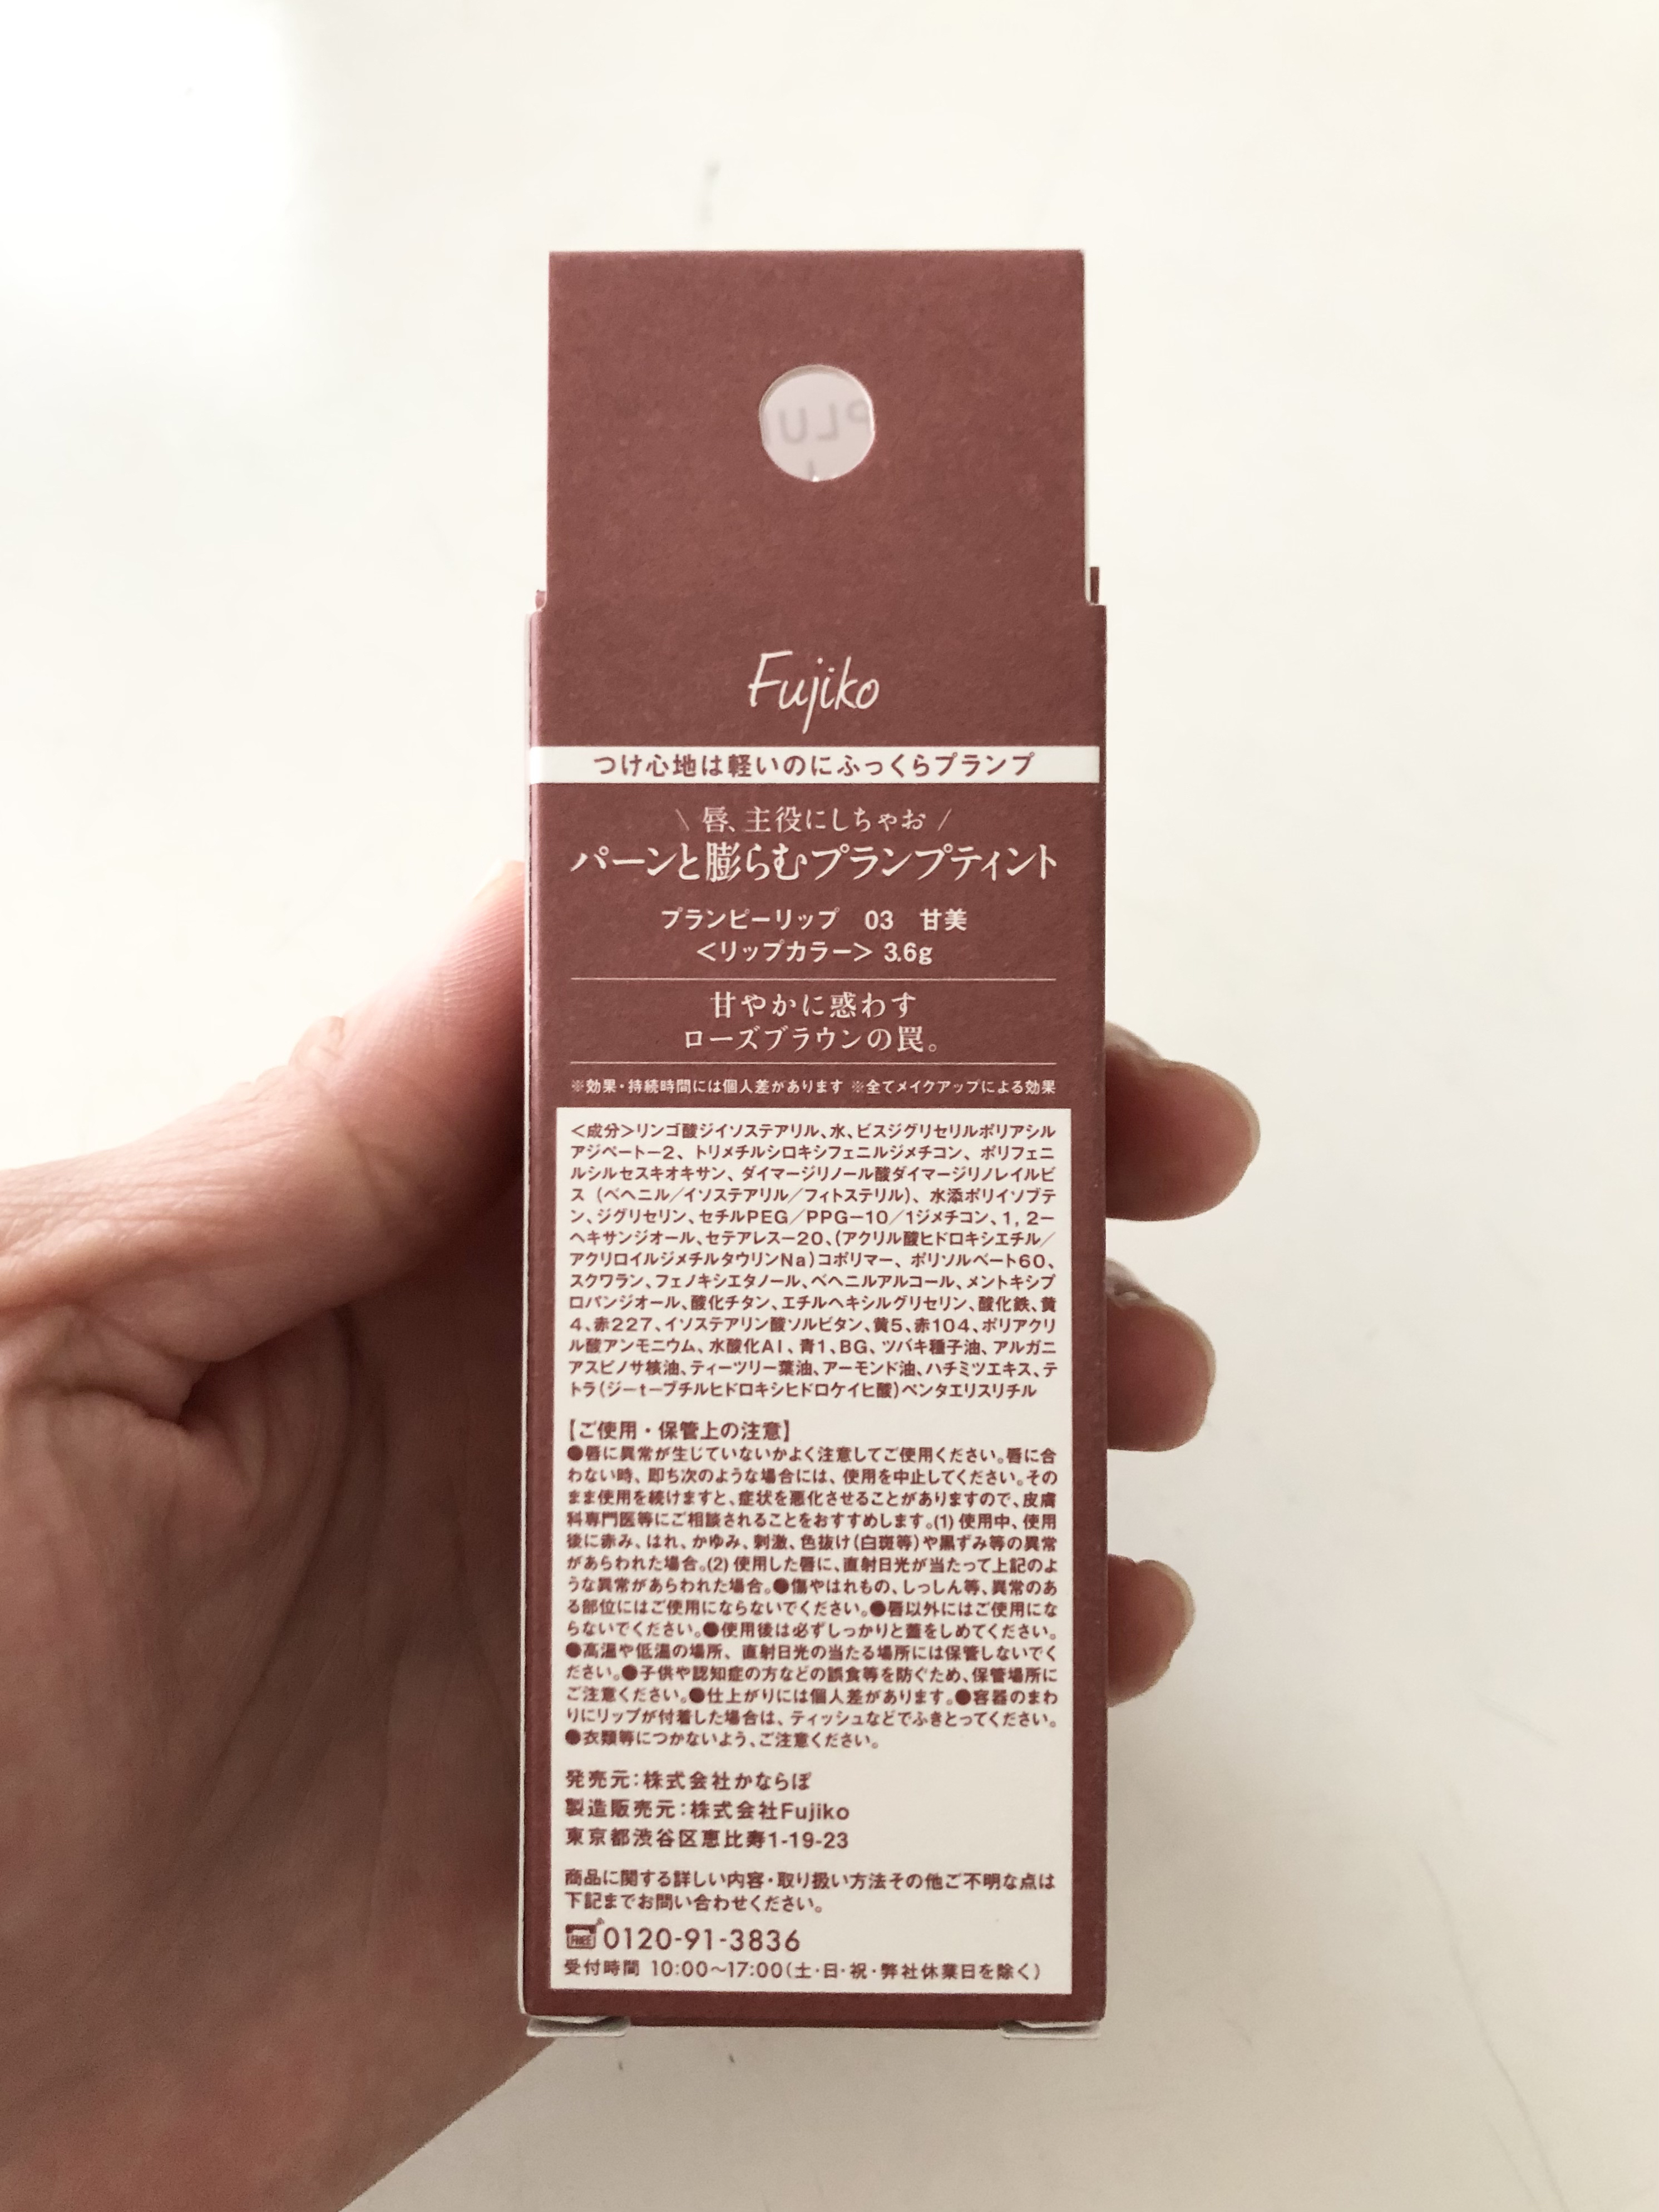 PLU
Fujiko
つけ心地は軽いのにふっくらプランプ
\ 唇、主役にしちゃお /
パーンと膨らむプランプティント
プランピーリップ　03　甘美
<リップカラー> 3.6g
甘やかに惑わす
ローズブラウンの罠。
※効果・持続時間には個人差があります ※全てメイクアップによる効果
<成分>リンゴ酸ジイソステアリル、水、ビスジグリセリルポリアシル
アジペート−2、トリメチルシロキシフェニルジメチコン、ポリフェニ
ルシルセスキオキサン、ダイマージリノール酸ダイマージリノレイルビ
ス（ベヘニル／イソステアリル／フィトステリル）、水添ポリイソブテ
ン、ジグリセリン、セチルPEG／PPG−10／1ジメチコン、1, 2−
ヘキサンジオール、セテアレス−20、（アクリル酸ヒドロキシエチル／
アクリロイルジメチルタウリンNa）コポリマー、ポリソルベート60、
スクワラン、フェノキシエタノール、ベヘニルアルコール、メントキシプ
ロパンジオール、酸化チタン、エチルヘキシルグリセリン、酸化鉄、黄
4、赤227、イソステアリン酸ソルビタン、黄5、赤104、ポリアクリ
ル酸アンモニウム、水酸化Al、青1、BG、ツバキ種子油、アルガニ
アスピノサ核油、ティーツリー葉油、アーモンド油、ハチミツエキス、テ
トラ（ジ−t−ブチルヒドロキシヒドロケイヒ酸）ペンタエリスリチル
【ご使用・保管上の注意】
●唇に異常が生じていないかよく注意してご使用ください。唇に合
わない時、即ち次のような場合には、使用を中止してください。その
まま使用を続けますと、症状を悪化させることがありますので、皮膚
科専門医等にご相談されることをおすすめします。(1) 使用中、使用
後に赤み、はれ、かゆみ、刺激、色抜け（白斑等）や黒ずみ等の異常
があらわれた場合。(2) 使用した唇に、直射日光が当たって上記のよ
うな異常があらわれた場合。●傷やはれもの、しっしん等、異常のあ
る部位にはご使用にならないでください。●唇以外にはご使用にな
らないでください。●使用後は必ずしっかりと蓋をしめてください。
●高温や低温の場所、直射日光の当たる場所には保管しないでく
ださい。●子供や認知症の方などの誤食等を防ぐため、保管場所に
ご注意ください。●仕上がりには個人差があります。●容器のまわ
りにリップが付着した場合は、ティッシュなどでふきとってください。
●衣類等につかないよう、ご注意ください。
発売元：株式会社かならぼ
製造販売元：株式会社Fujiko
東京都渋谷区恵比寿1-19-23
商品に関する詳しい内容・取り扱い方法その他ご不明な点は
下記までお問い合わせください。
FREE 0120-91-3836
受付時間 10:00〜17:00（土・日・祝・弊社休業日を除く）